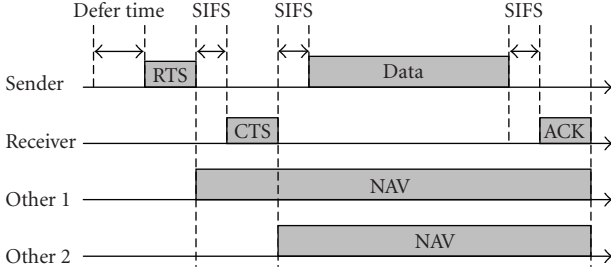 Defer time SIFS SIFS SIFS
Sender RTS Data
Receiver CTS ACK
Other 1 NAV
Other 2 NAV